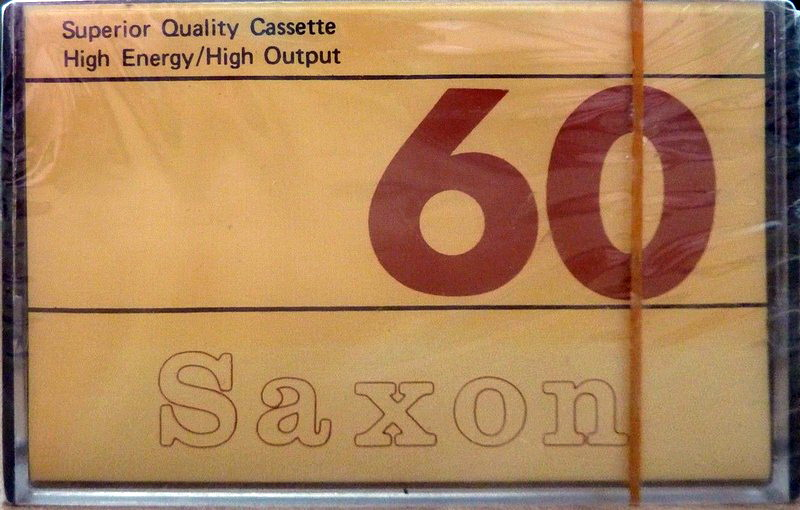 Superior Quality Cassette
High Energy/High Output
60
Saxon